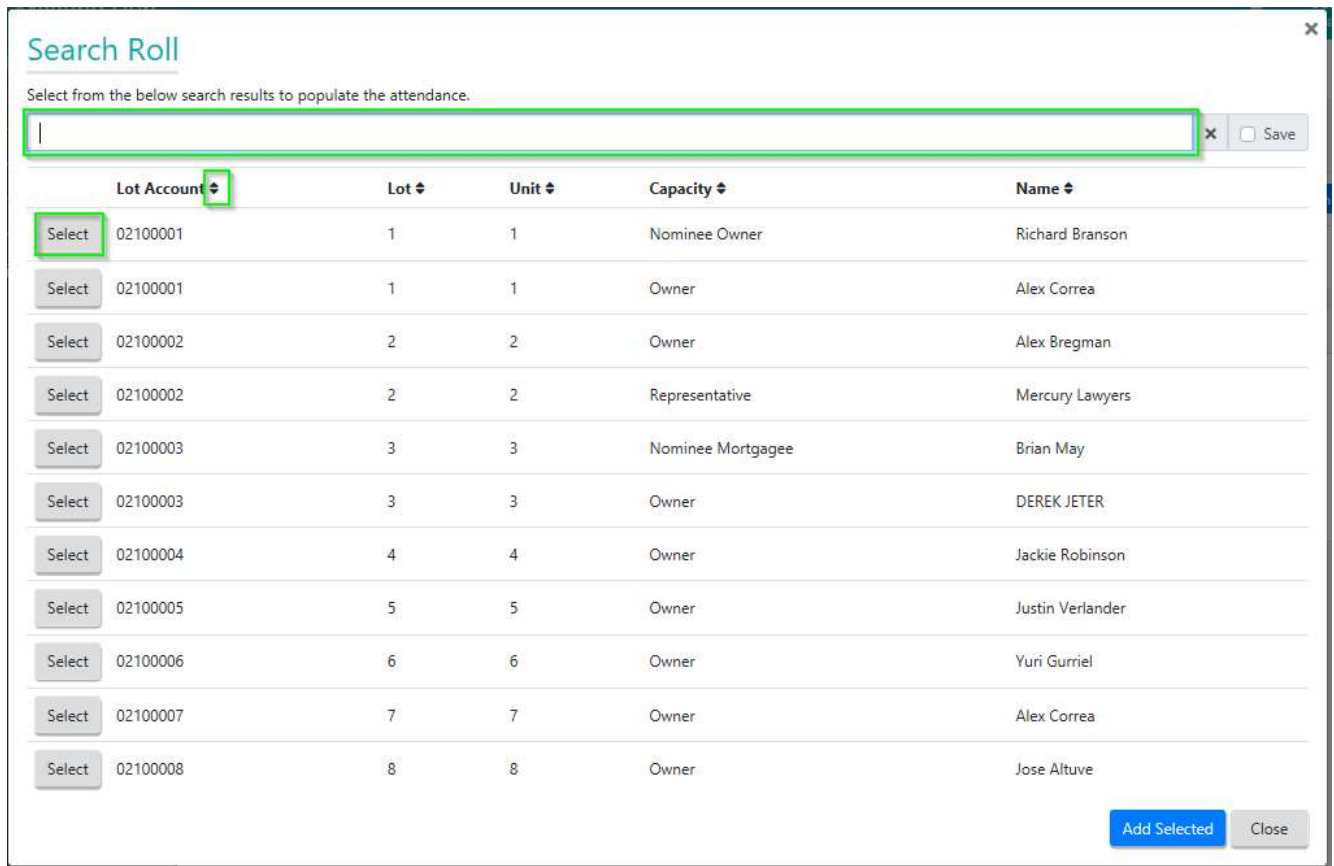 Search Roll
Select from the below search results to populate the attendance.
Save
Lot Account Lot Unit Capacity Name
Select 02100001 1 1 Nominee Owner Richard Branson
Select 02100001 1 1 Owner Alex Correa
Select 02100002 2 2 Owner Alex Bregman
Select 02100002 2 2 Representative Mercury Lawyers
Select 02100003 3 3 Nominee Mortgagee Brian May
Select 02100003 3 3 Owner DEREK JETER
Select 02100004 4 4 Owner Jackie Robinson
Select 02100005 5 5 Owner Justin Verlander
Select 02100006 6 6 Owner Yuri Gurriel
Select 02100007 7 7 Owner Alex Correa
Select 02100008 8 8 Owner Jose Altuve
Add Selected Close